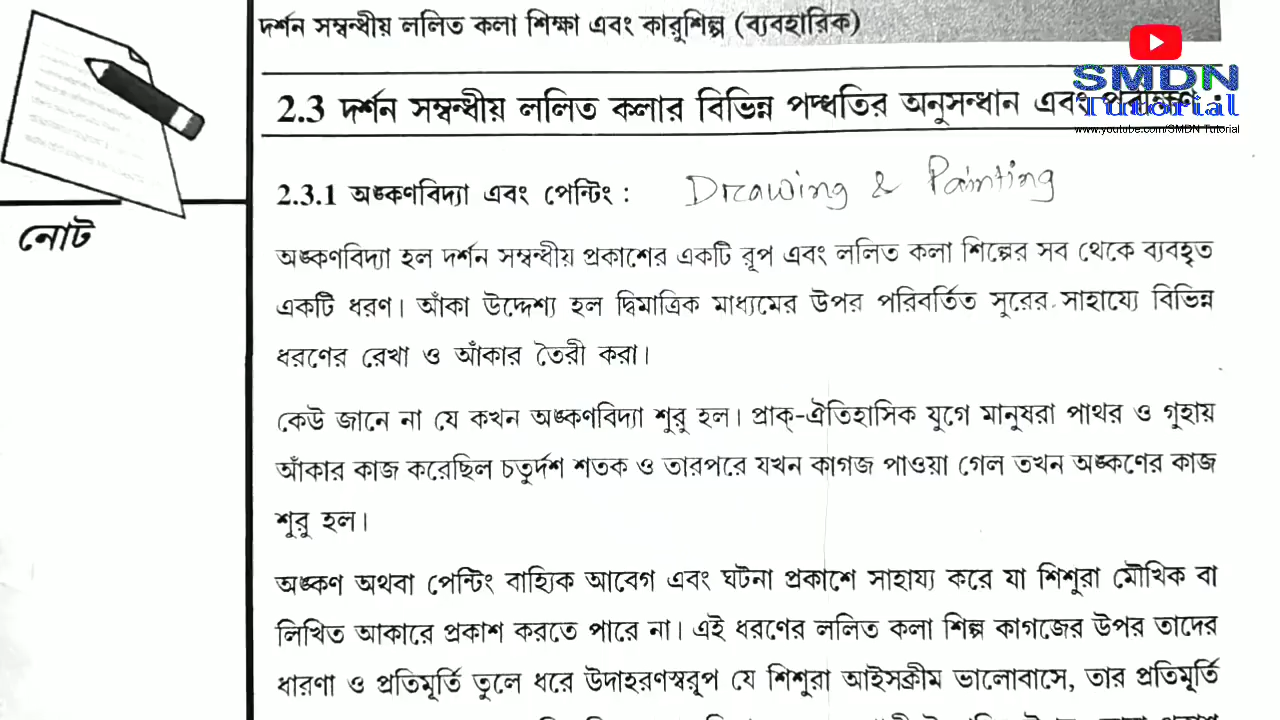 দর্শন সম্বন্ধীয় ললিত কলা শিক্ষা এবং কারুশিল্প (ব্যবহারিক)
SMDN
Tutorial
www.youtube.com/SMDN Tutorial
2.3 দর্শন সম্বন্ধীয় ললিত কলার বিভিন্ন পদ্ধতির অনুসন্ধান এবং :
2.3.1 অঙ্কণবিদ্যা এবং পেন্টিং : Drawing & Painting
নোট
অঙ্কণবিদ্যা হল দর্শন সম্বন্ধীয় প্রকাশের একটি রূপ এবং ললিত কলা শিল্পের সব থেকে ব্যবহৃত
একটি ধরণ। আঁকা উদ্দেশ্য হল দ্বিমাত্রিক মাধ্যমের উপর পরিবর্তিত সুরের সাহায্যে বিভিন্ন
ধরণের রেখা ও আঁকার তৈরী করা।
কেউ জানে না যে কখন অঙ্কণবিদ্যা শুরু হল। প্রাক্-ঐতিহাসিক যুগে মানুষরা পাথর ও গুহায়
আঁকার কাজ করেছিল চতুর্দশ শতক ও তারপরে যখন কাগজ পাওয়া গেল তখন অঙ্কণের কাজ
শুরু হল।
অঙ্কণ অথবা পেন্টিং বাহ্যিক আবেগ এবং ঘটনা প্রকাশে সাহায্য করে যা শিশুরা মৌখিক বা
লিখিত আকারে প্রকাশ করতে পারে না। এই ধরণের ললিত কলা শিল্প কাগজের উপর তাদের
ধারণা ও প্রতিমূর্তি তুলে ধরে উদাহরণস্বরূপ যে শিশুরা আইসক্রীম ভালোবাসে, তার প্রতিমূর্তি